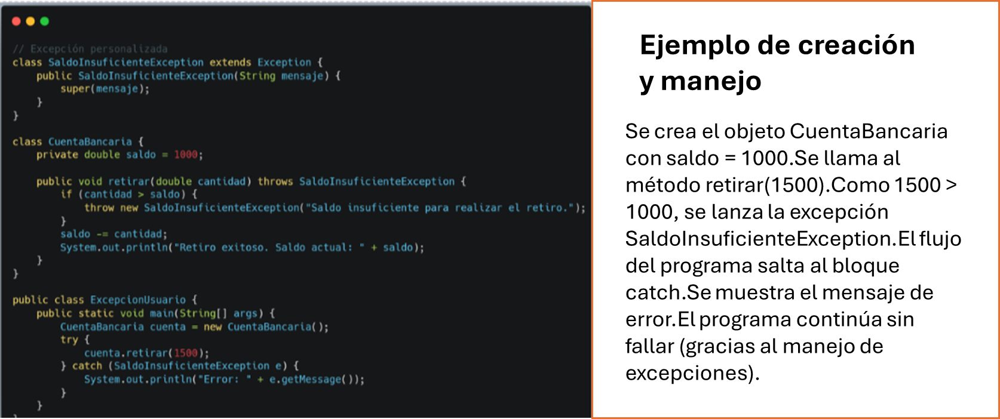 // Excepción personalizada
class SaldoInsuficienteException extends Exception {
    public SaldoInsuficienteException(String mensaje) {
        super(mensaje);
    }
}
class CuentaBancaria {
    private double saldo = 1000;
    public void retirar(double cantidad) throws SaldoInsuficienteException {
        if (cantidad > saldo) {
            throw new SaldoInsuficienteException("Saldo insuficiente para realizar el retiro.");
        }
        saldo -= cantidad;
        System.out.println("Retiro exitoso. Saldo actual: " + saldo);
    }
}
public class ExcepcionUsuario {
    public static void main(String[] args) {
        CuentaBancaria cuenta = new CuentaBancaria();
        try {
            cuenta.retirar(1500);
        } catch (SaldoInsuficienteException e) {
            System.out.println("Error: " + e.getMessage());
        }
    }
}
Ejemplo de creación
y manejo
Se crea el objeto CuentaBancaria
con saldo = 1000.Se llama al
método retirar(1500).Como 1500 >
1000, se lanza la excepción
SaldoInsuficienteException.El flujo
del programa salta al bloque
catch.Se muestra el mensaje de
error.El programa continúa sin
fallar (gracias al manejo de
excepciones).